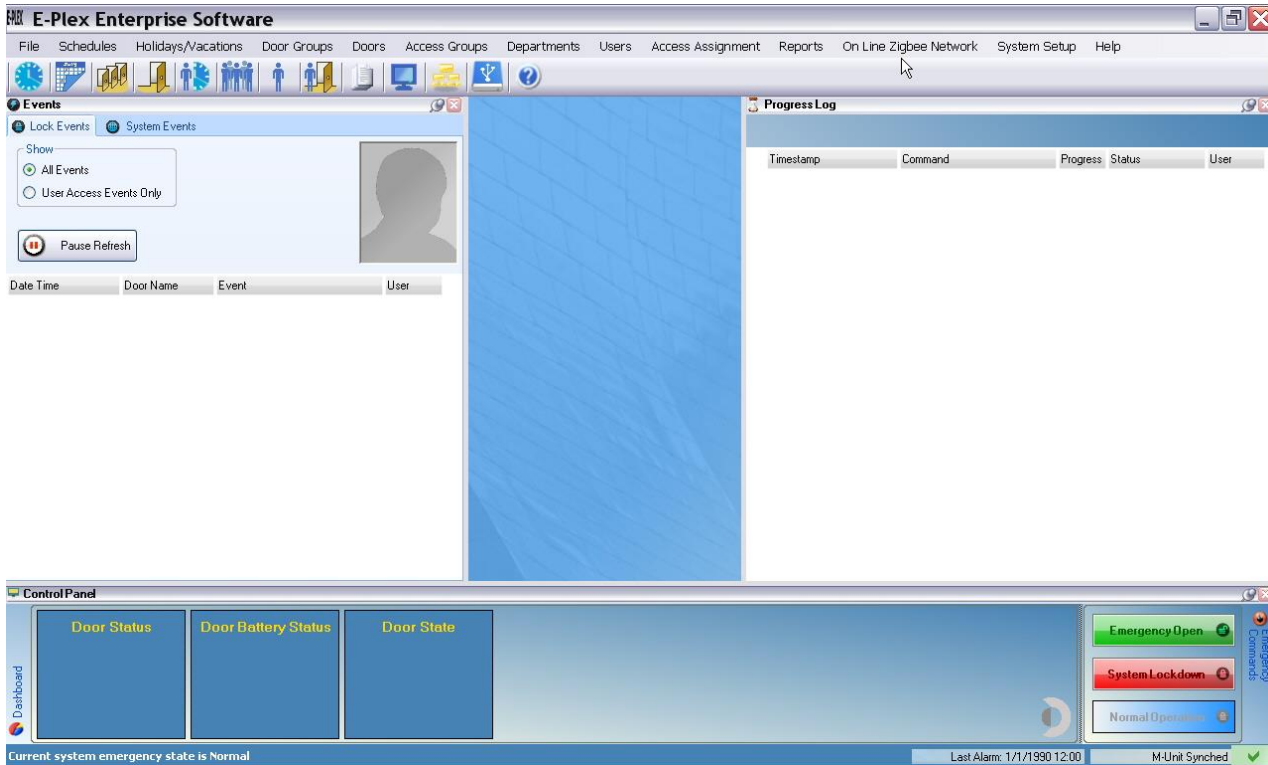 E-PLEX E-Plex Enterprise Software
File Schedules Holidays/Vacations Door Groups Doors Access Groups Departments Users Access Assignment Reports On Line Zigbee Network System Setup Help
Events
Lock Events System Events
Show
All Events
User Access Events Only
Pause Refresh
Date Time Door Name Event User
Progress Log
Timestamp Command Progress Status User
Control Panel
Dashboard
Door Status Door Battery Status Door State
Emergency Open
System Lockdown
Normal Operation
Emergency Commands
Current system emergency state is Normal
Last Alarm: 1/1/1990 12:00
M-Unit Synched